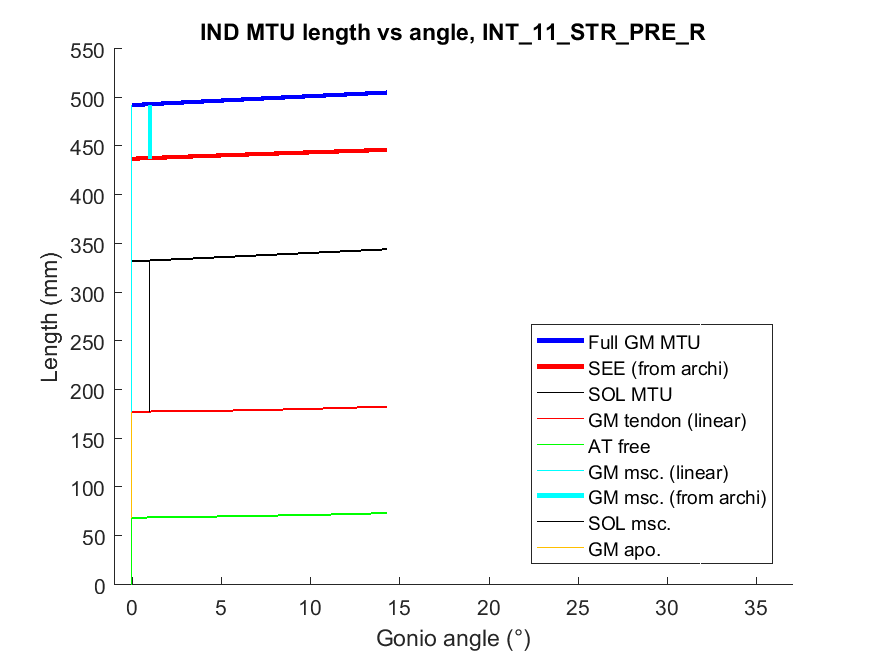 IND MTU length vs angle, INT_11_STR_PRE_R
550
500
450
400
350
300
250
200
150
100
50
0
Length (mm)
0 5 10 15 20 25 30 35
Gonio angle (°)
Full GM MTU
SEE (from archi)
SOL MTU
GM tendon (linear)
AT free
GM msc. (linear)
GM msc. (from archi)
SOL msc.
GM apo.